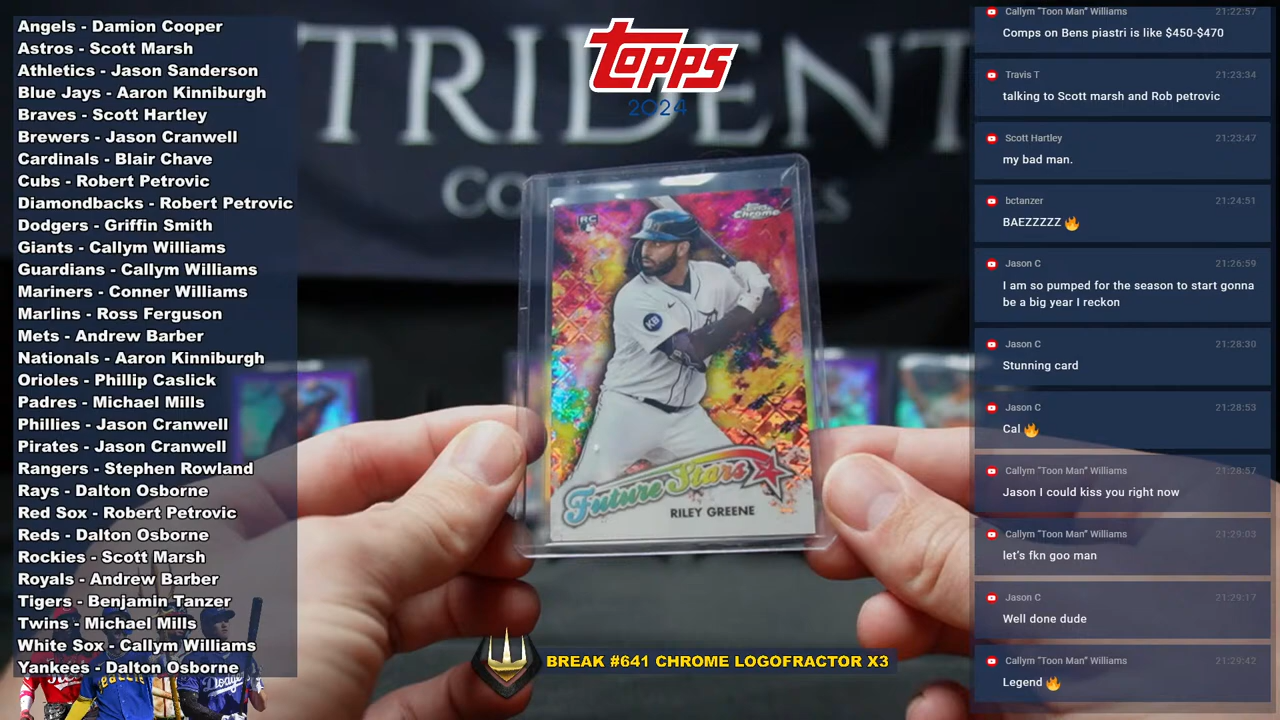 Angels - Damion Cooper
Astros - Scott Marsh
Athletics - Jason Sanderson
Blue Jays - Aaron Kinniburgh
Braves - Scott Hartley
Brewers - Jason Cranwell
Cardinals - Blair Chave
Cubs - Robert Petrovic
Diamondbacks - Robert Petrovic
Dodgers - Griffin Smith
Giants - Callym Williams
Guardians - Callym Williams
Mariners - Conner Williams
Marlins - Ross Ferguson
Mets - Andrew Barber
Nationals - Aaron Kinniburgh
Orioles - Phillip Caslick
Padres - Michael Mills
Phillies - Jason Cranwell
Pirates - Jason Cranwell
Rangers - Stephen Rowland
Rays - Dalton Osborne
Red Sox - Robert Petrovic
Reds - Dalton Osborne
Rockies - Scott Marsh
Royals - Andrew Barber
Tigers - Benjamin Tanzer
Twins - Michael Mills
White Sox - Callym Williams
Yankees - Dalton Osborne
TRIDENT
topps
2024
RC
Topps Chrome
KB
Future Stars
RILEY GREENE
BREAK #641 CHROME LOGOFRACTOR X3
Callym "Toon Man" Williams 21:22:57
Comps on Bens piastri is like $450-$470
Travis T 21:23:34
talking to Scott marsh and Rob petrovic
Scott Hartley 21:23:47
my bad man.
bctanzer 21:24:51
BAEZZZZZ 🔥
Jason C 21:26:59
I am so pumped for the season to start gonna
be a big year I reckon
Jason C 21:28:30
Stunning card
Jason C 21:28:53
Cal 🔥
Callym "Toon Man" Williams 21:28:57
Jason I could kiss you right now
Callym "Toon Man" Williams 21:29:03
let's fkn goo man
Jason C 21:29:17
Well done dude
Callym "Toon Man" Williams 21:29:42
Legend 🔥